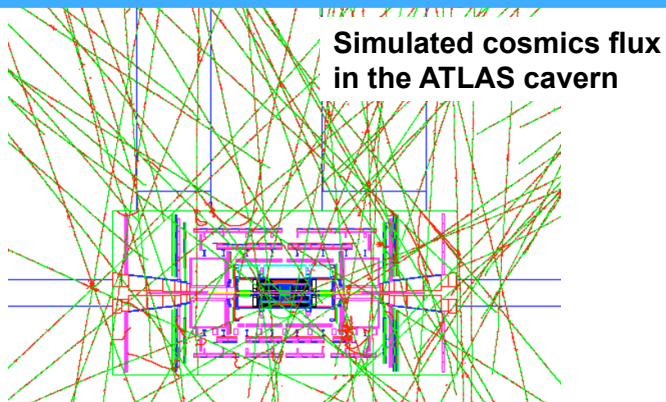 Simulated cosmics flux
in the ATLAS cavern